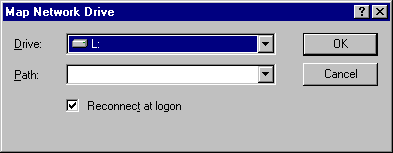 Map Network Drive
Drive: L: OK
Path: Cancel
Reconnect at logon